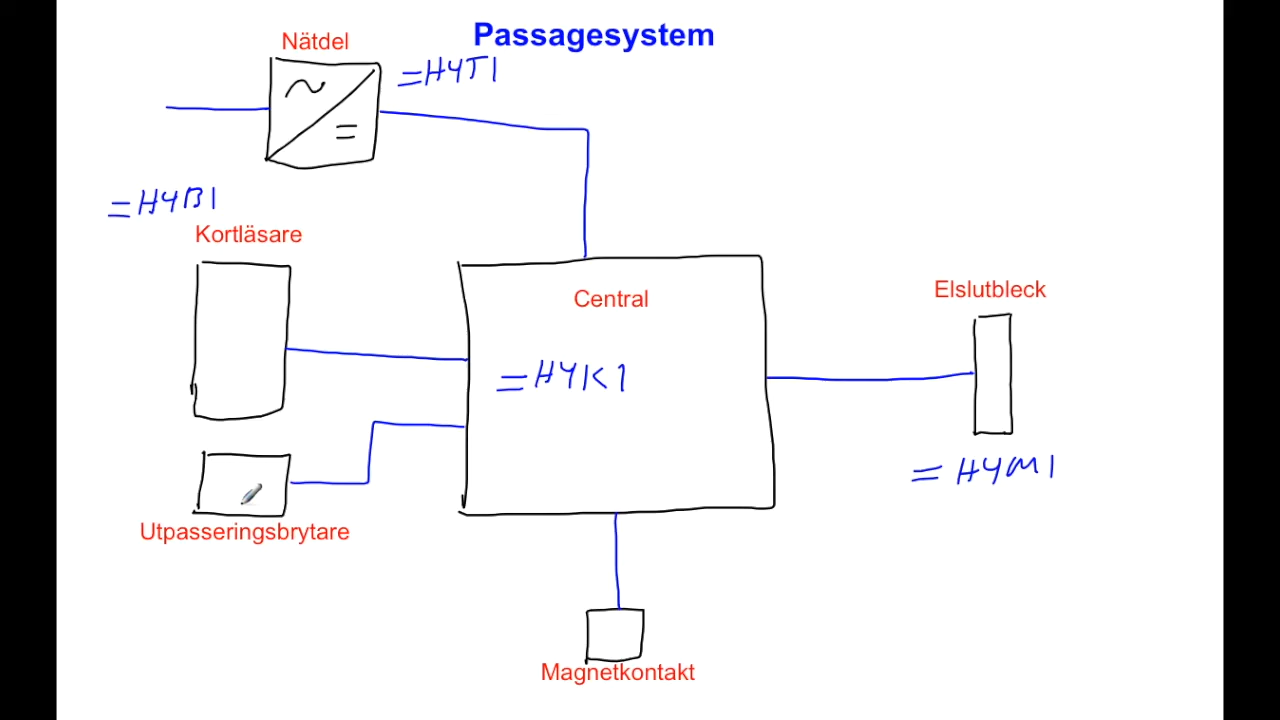 Passagesystem
Nätdel
=H4T1
=H4B1
Kortläsare
Central
=H4K1
Elslutbleck
=H4M1
Utpasseringsbrytare
Magnetkontakt